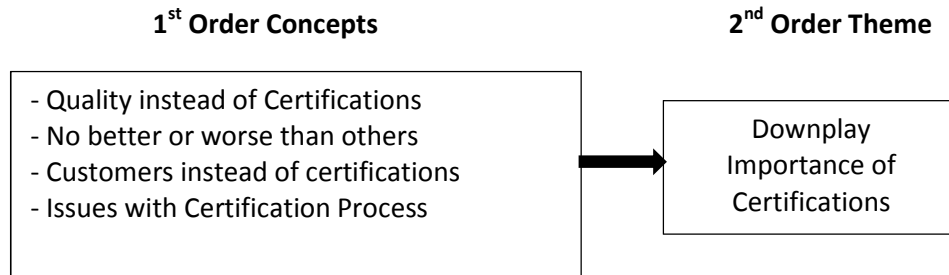 1st Order Concepts
2nd Order Theme
- Quality instead of Certifications
- No better or worse than others
- Customers instead of certifications
- Issues with Certification Process
Downplay
Importance of
Certifications